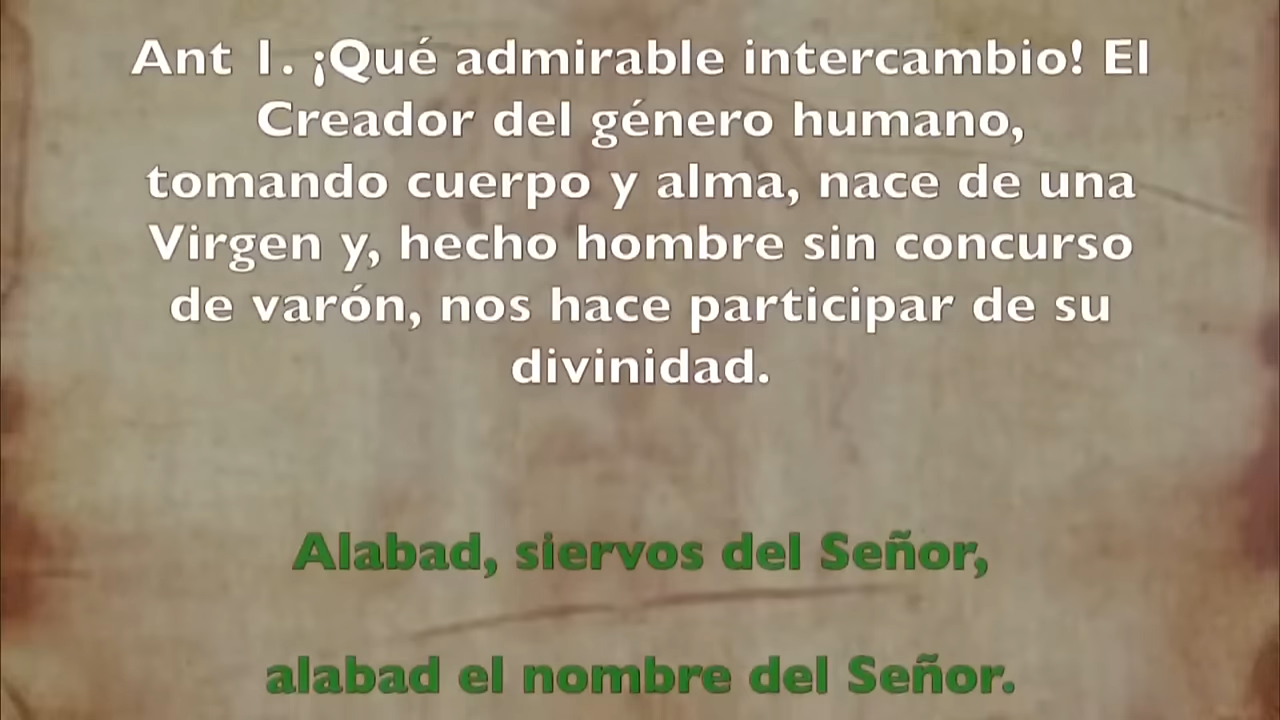 Ant 1. ¡Qué admirable intercambio! El
Creador del género humano,
tomando cuerpo y alma, nace de una
Virgen y, hecho hombre sin concurso
de varón, nos hace participar de su
divinidad.
Alabad, siervos del Señor,
alabad el nombre del Señor.